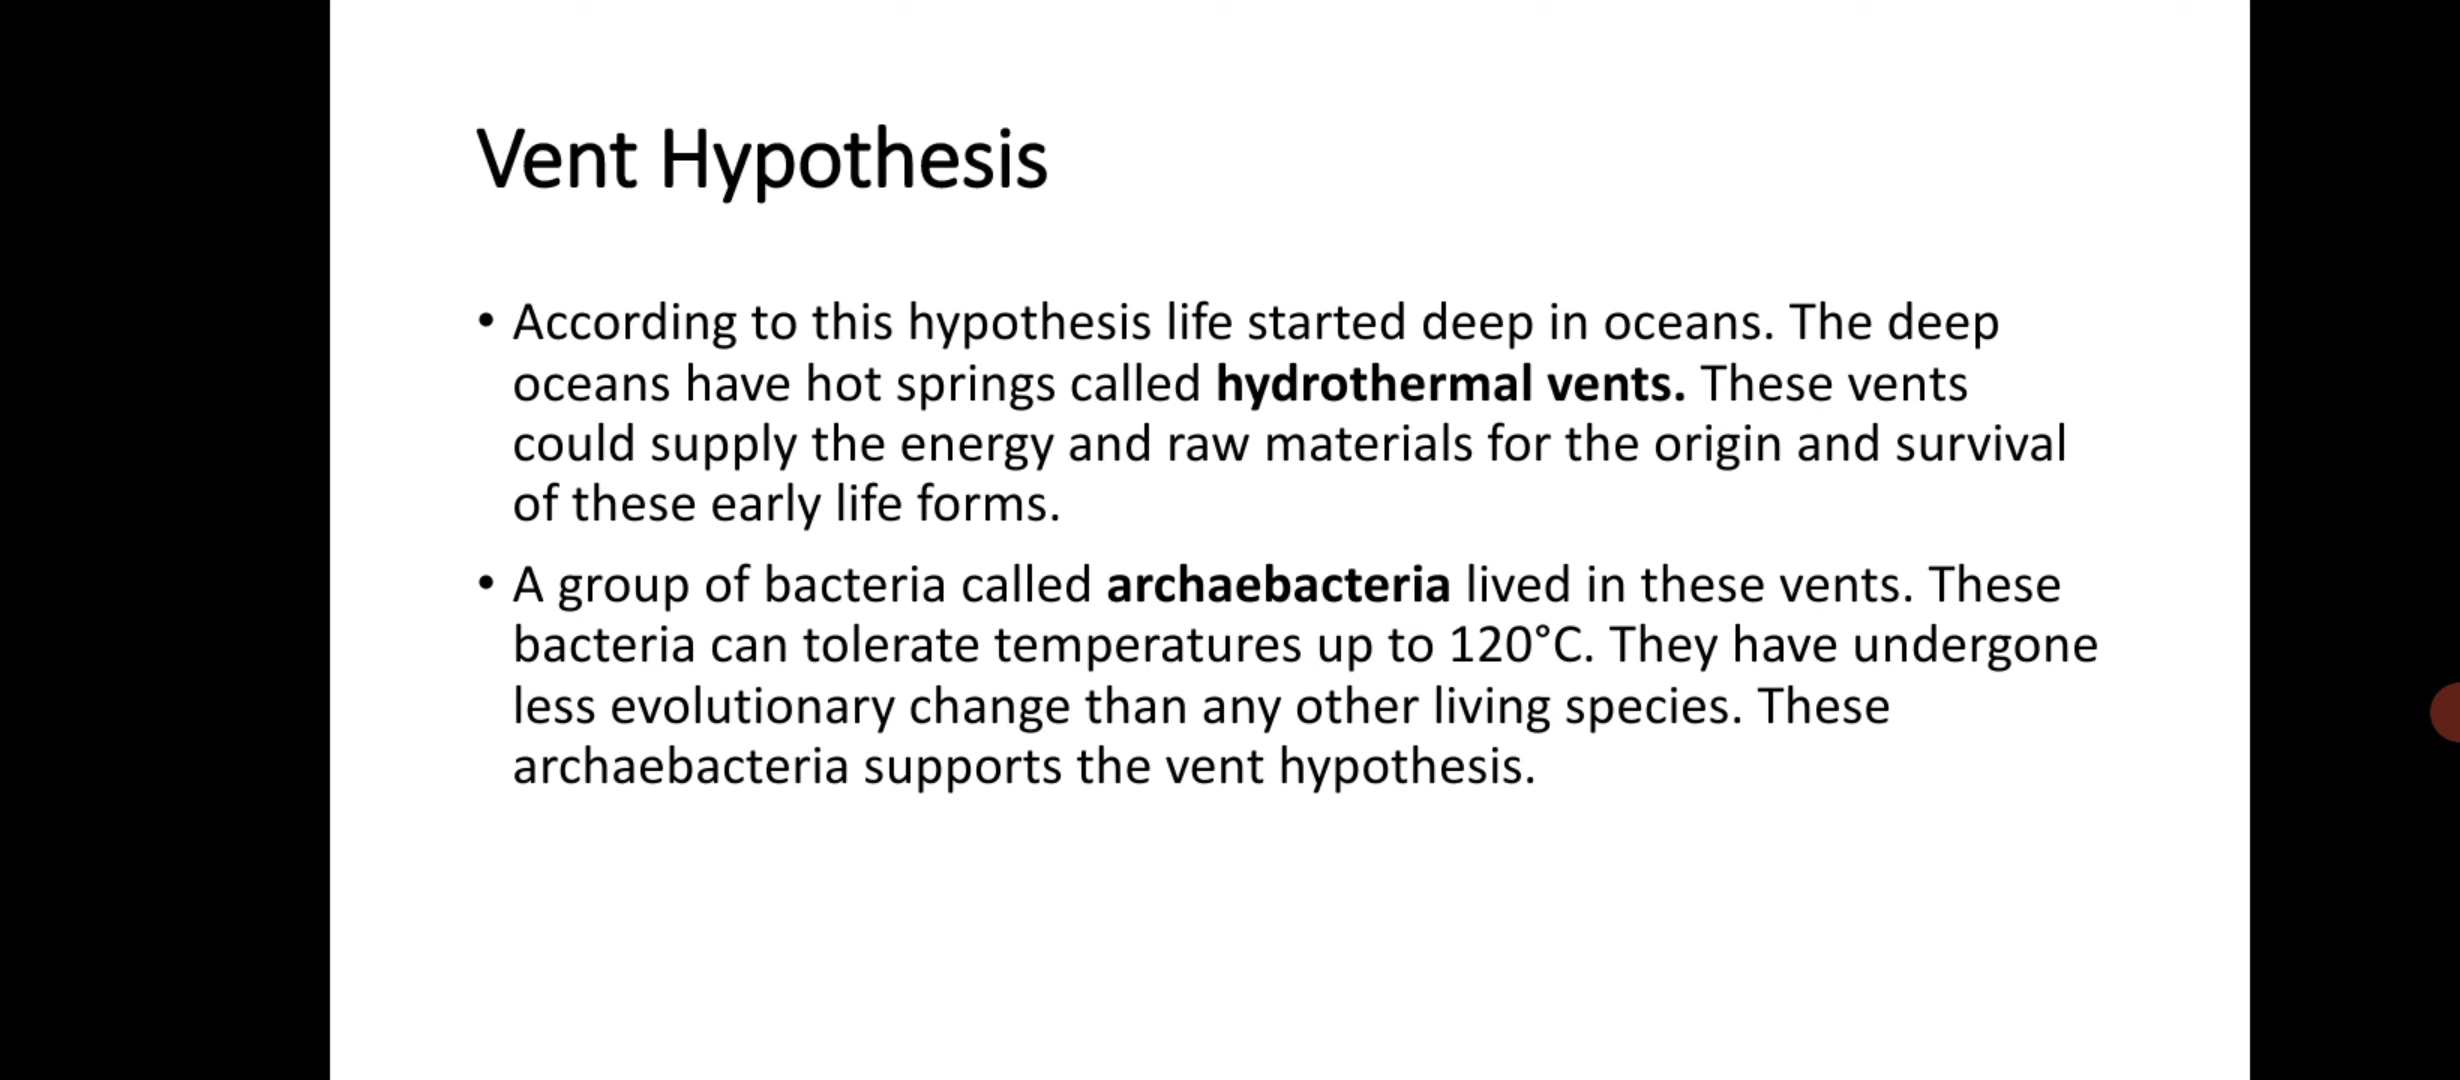 Vent Hypothesis
• According to this hypothesis life started deep in oceans. The deep
oceans have hot springs called hydrothermal vents. These vents
could supply the energy and raw materials for the origin and survival
of these early life forms.
• A group of bacteria called archaebacteria lived in these vents. These
bacteria can tolerate temperatures up to 120°C. They have undergone
less evolutionary change than any other living species. These
archaebacteria supports the vent hypothesis.